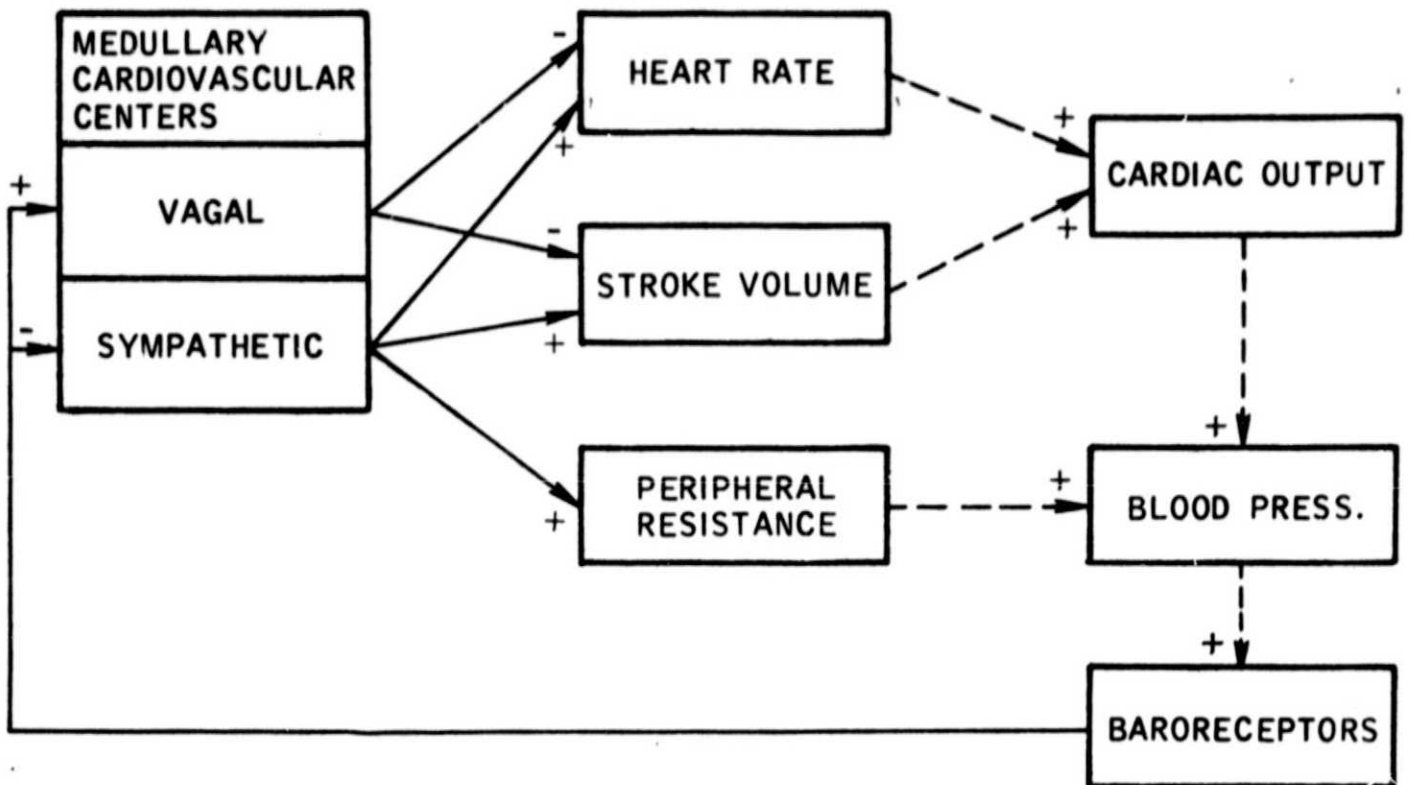 MEDULLARY
CARDIOVASCULAR
CENTERS
VAGAL
SYMPATHETIC
+
-
-
+
HEART RATE
-
+
STROKE VOLUME
+
PERIPHERAL
RESISTANCE
+
+
CARDIAC OUTPUT
+
+
BLOOD PRESS.
+
BARORECEPTORS